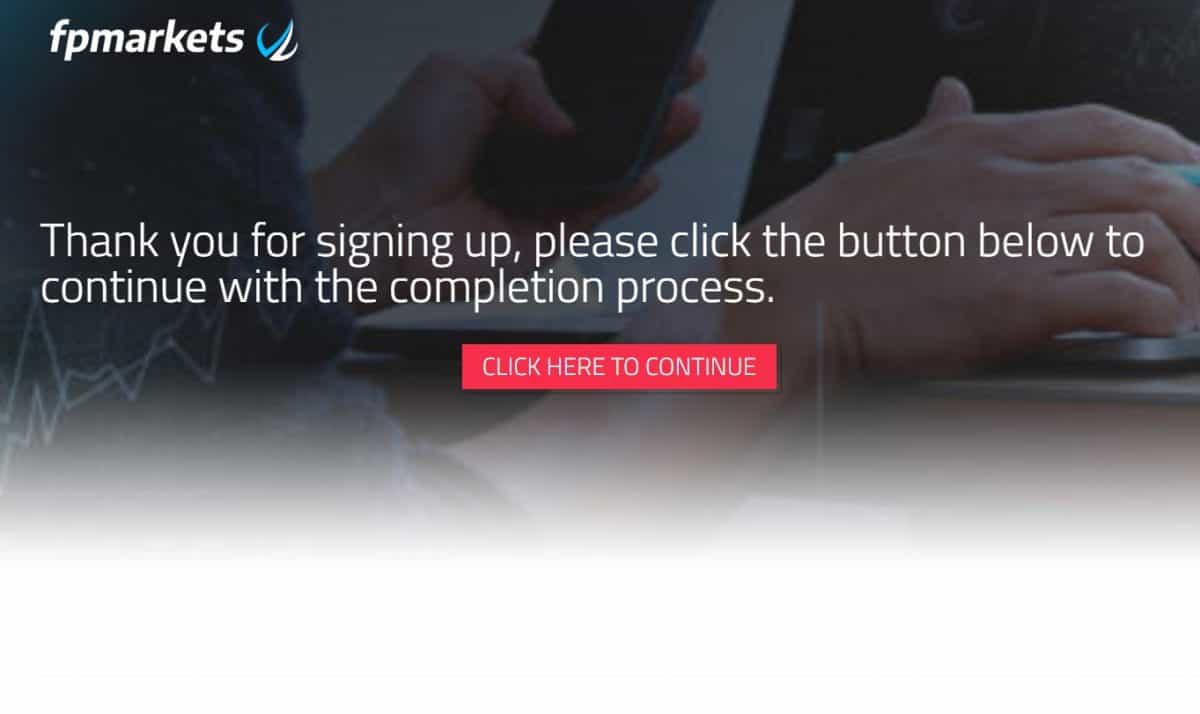 fpmarkets
Thank you for signing up, please click the button below to
continue with the completion process.
CLICK HERE TO CONTINUE